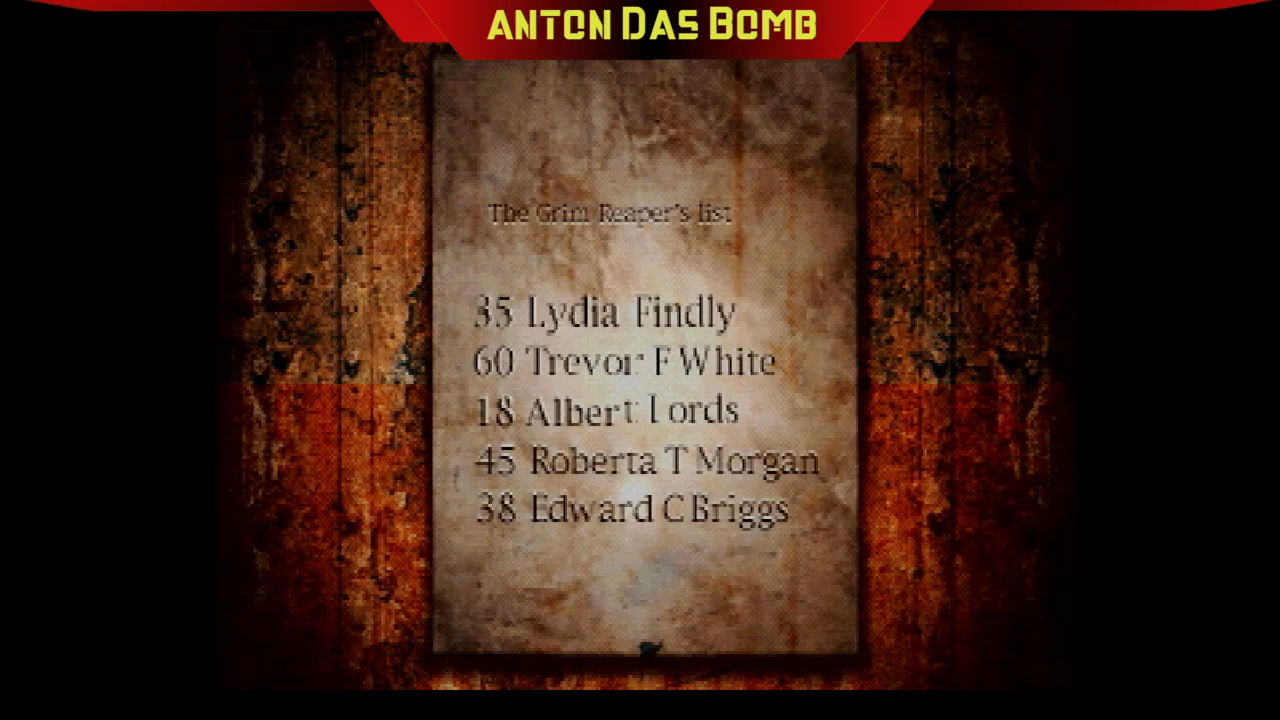 ANTON DAS BOMB
The Grim Reaper's list
35 Lydia Findly
60 Trevor F White
18 Albert Lords
45 Roberta T Morgan
38 Edward C Briggs